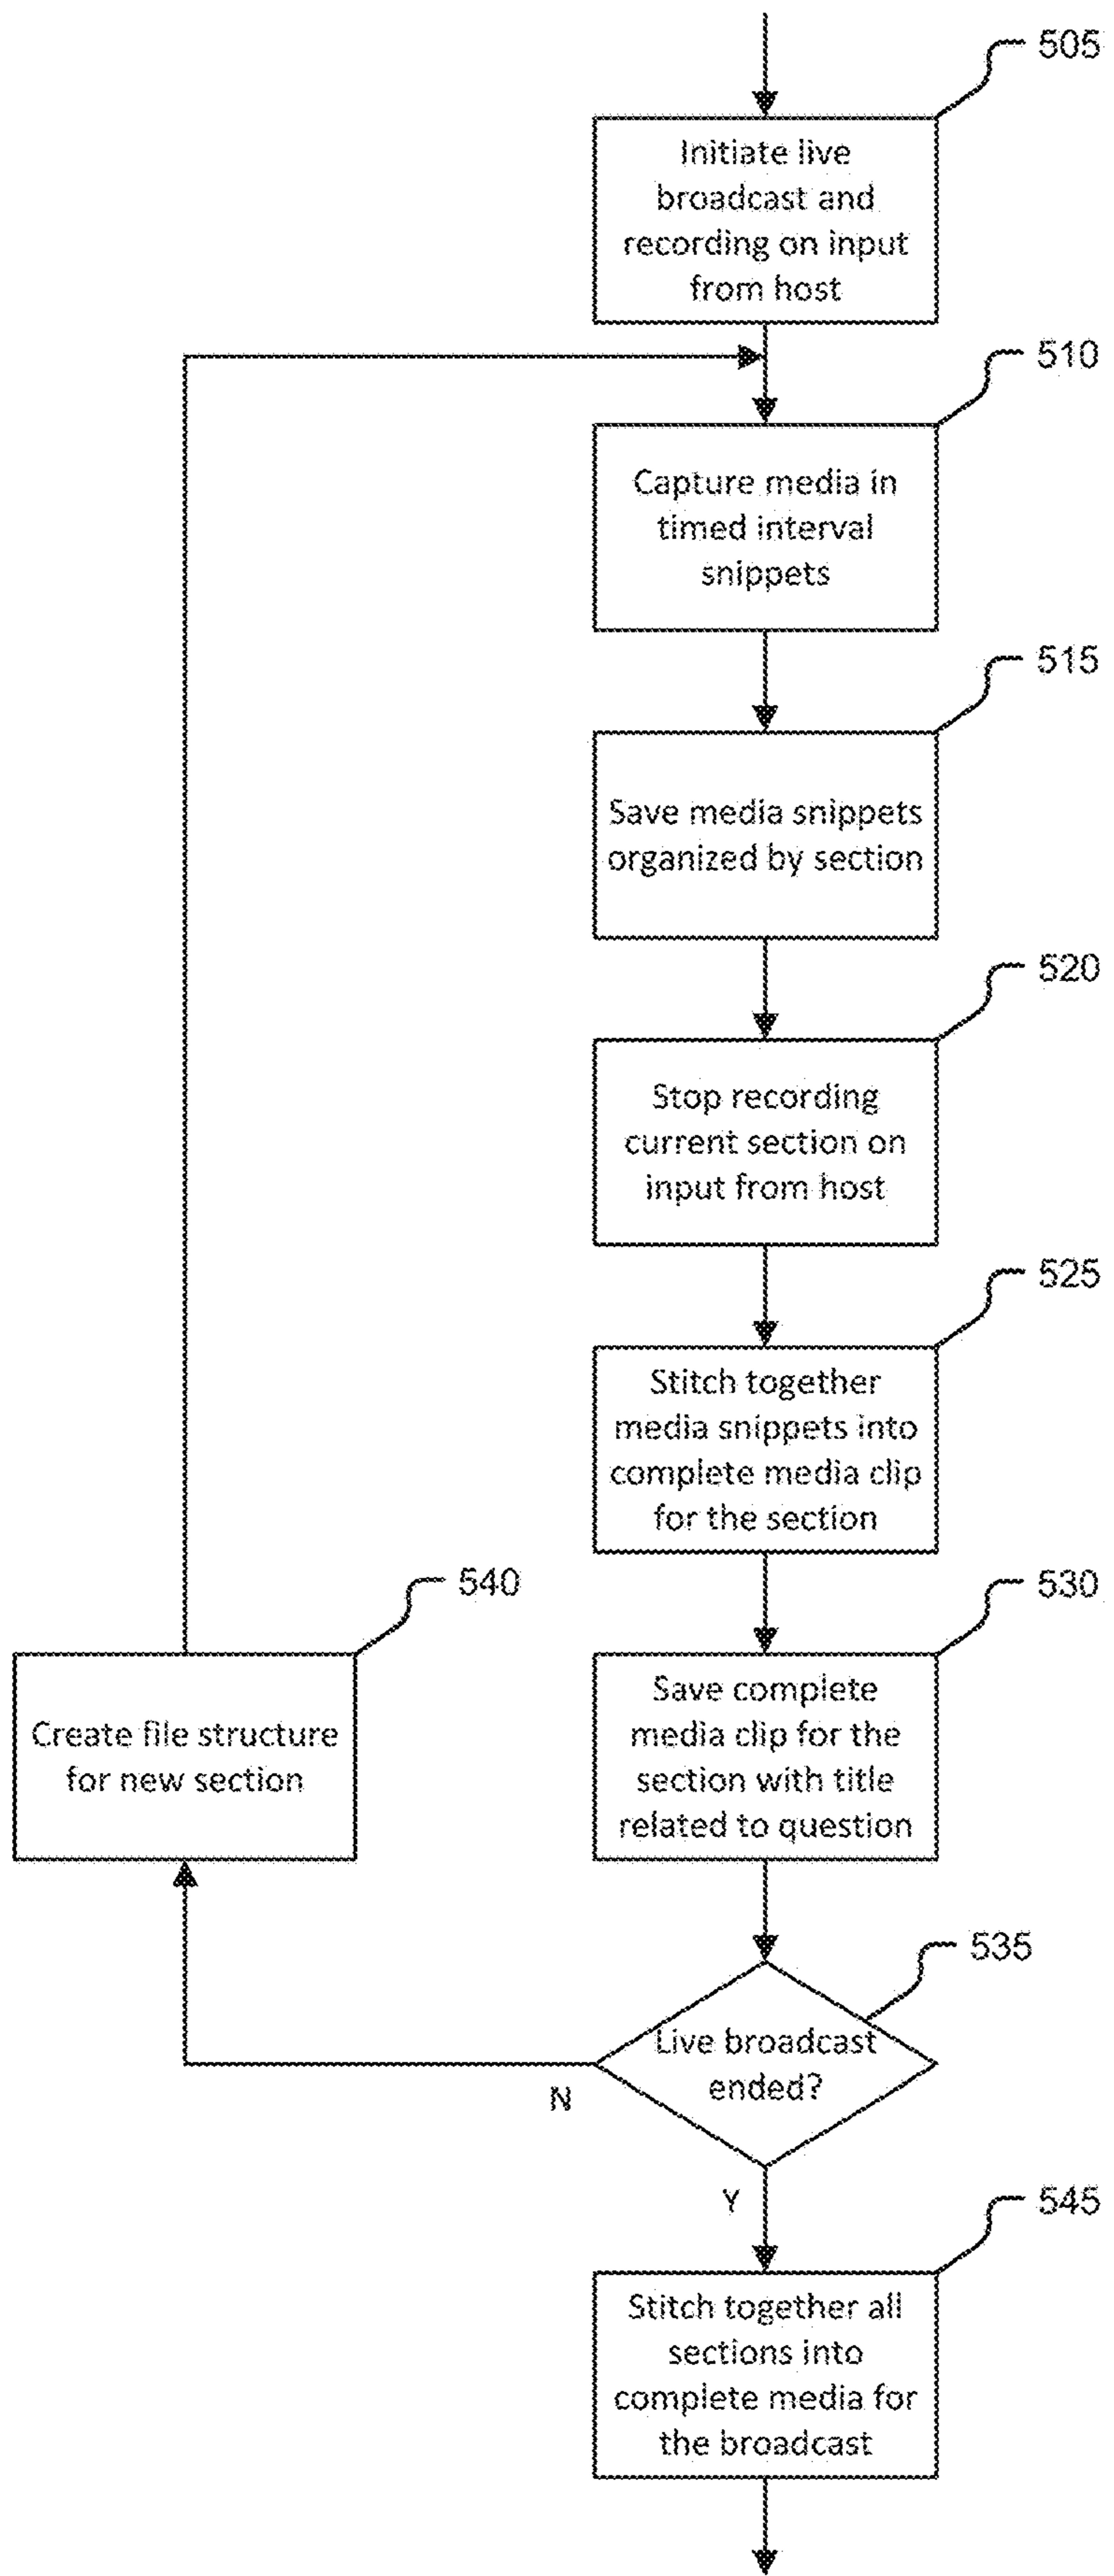 505
Initiate live
broadcast and
recording on input
from host
510
Capture media in
timed interval
snippets
515
Save media snippets
organized by section
520
Stop recording
current section on
input from host
525
Stitch together
media snippets into
complete media clip
for the section
540
Create file structure
for new section
530
Save complete
media clip for the
section with title
related to question
535
Live broadcast
ended?
N
Y
545
Stitch together all
sections into
complete media for
the broadcast